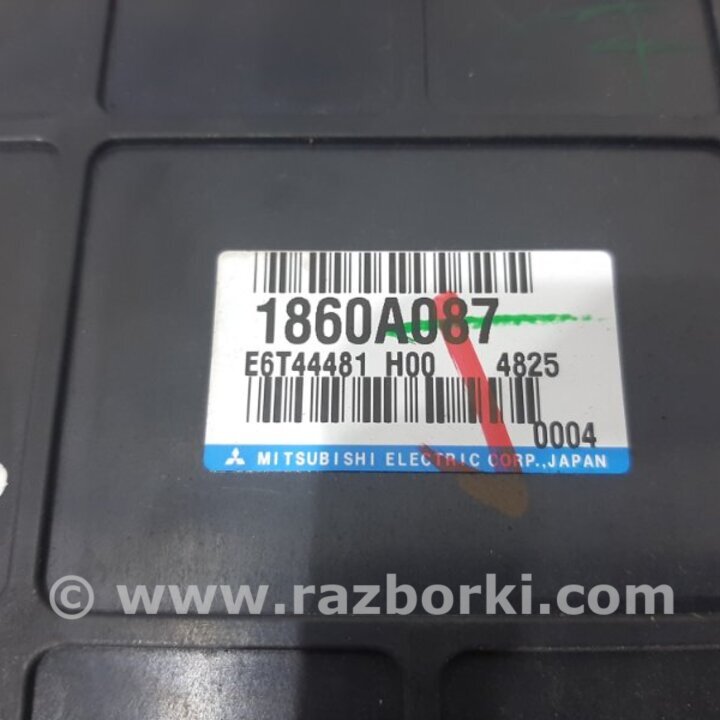 1860A087
E6T44481 H00 4825
0004
MITSUBISHI ELECTRIC CORP.,JAPAN
© www.razborki.com